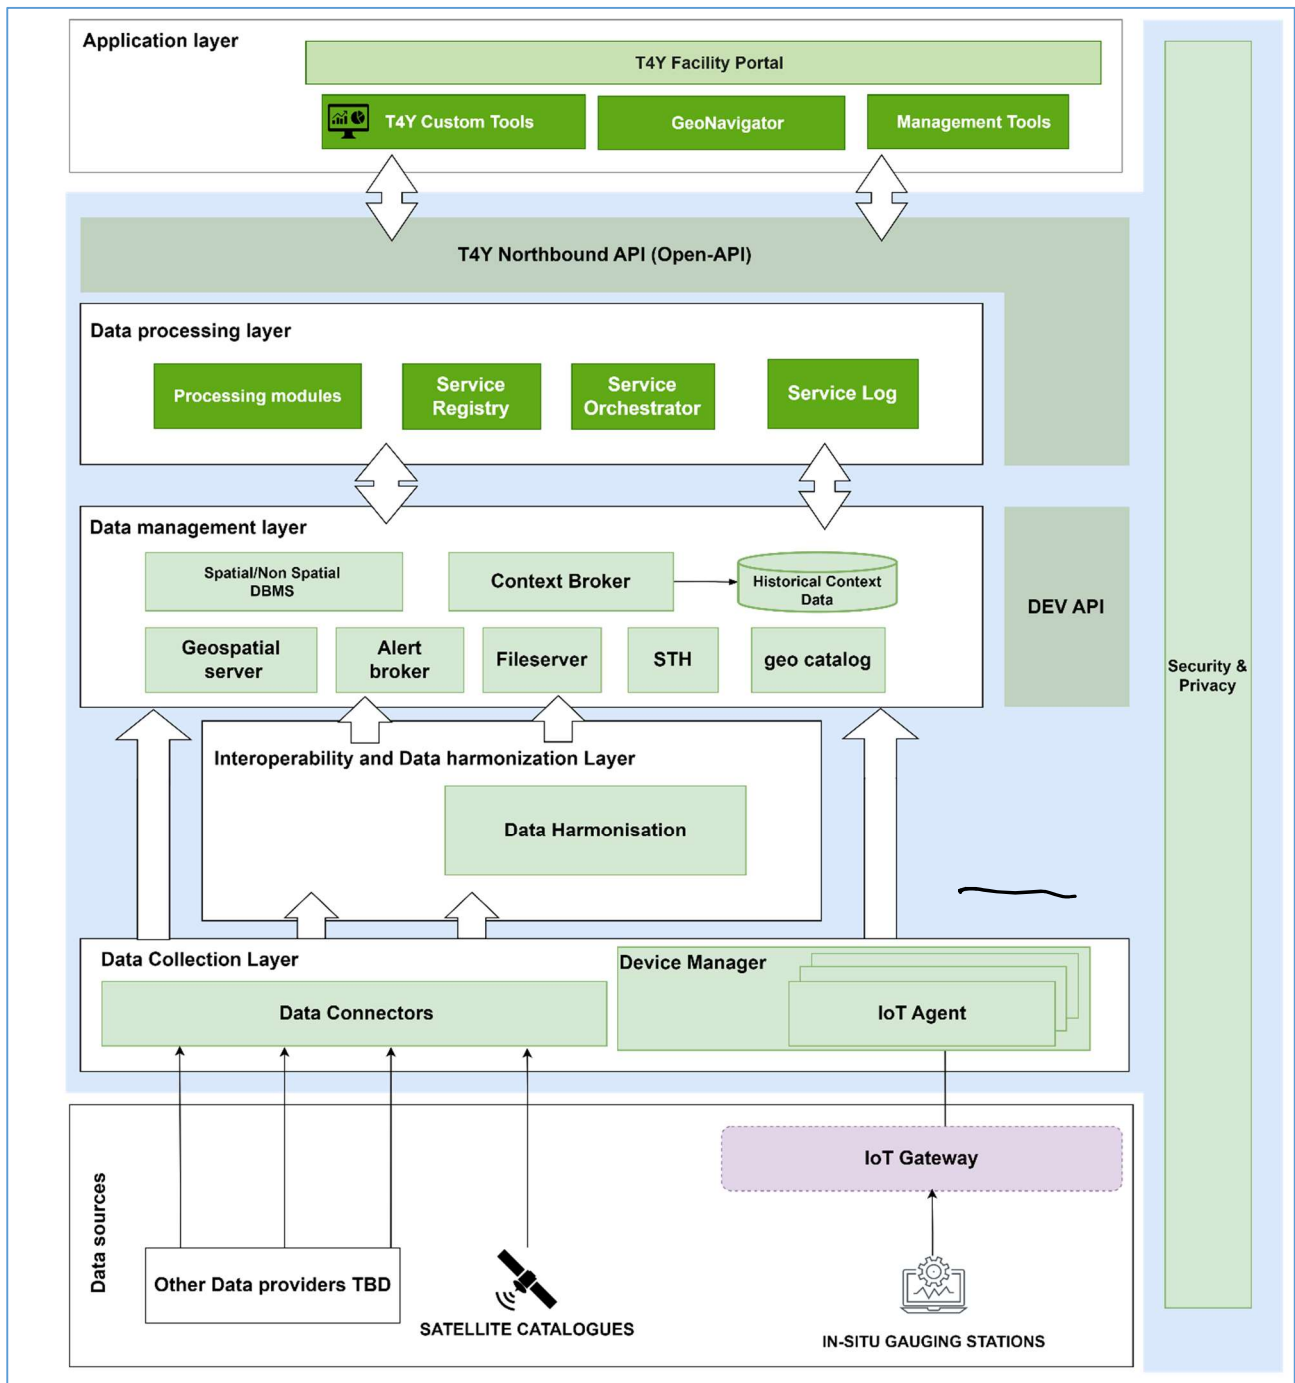 Application layer
T4Y Facility Portal
T4Y Custom Tools
GeoNavigator
Management Tools
T4Y Northbound API (Open-API)
Data processing layer
Processing modules
Service
Registry
Service
Orchestrator
Service Log
Data management layer
Spatial/Non Spatial
DBMS
Context Broker
Historical Context
Data
DEV API
Geospatial
server
Alert
broker
Fileserver
STH
geo catalog
Security &
Privacy
Interoperability and Data harmonization Layer
Data Harmonisation
Data Collection Layer
Data Connectors
Device Manager
IoT Agent
Data sources
IoT Gateway
Other Data providers TBD
SATELLITE CATALOGUES
IN-SITU GAUGING STATIONS